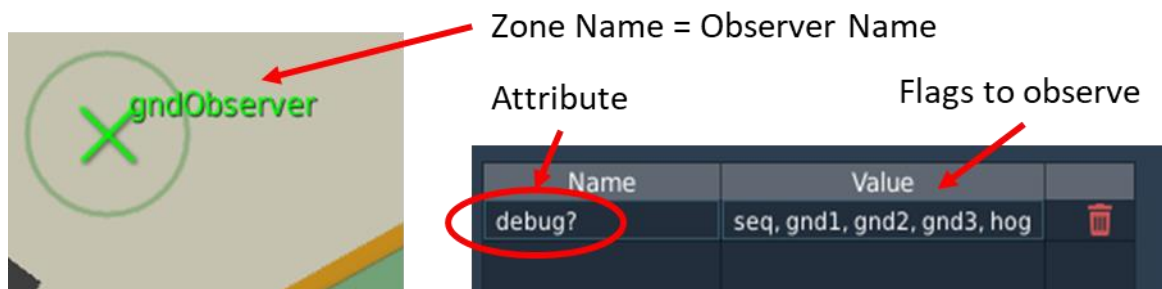 Zone Name = Observer Name
gndObserver
Attribute
Flags to observe
Name
Value
debug?
seq, gnd1, gnd2, gnd3, hog